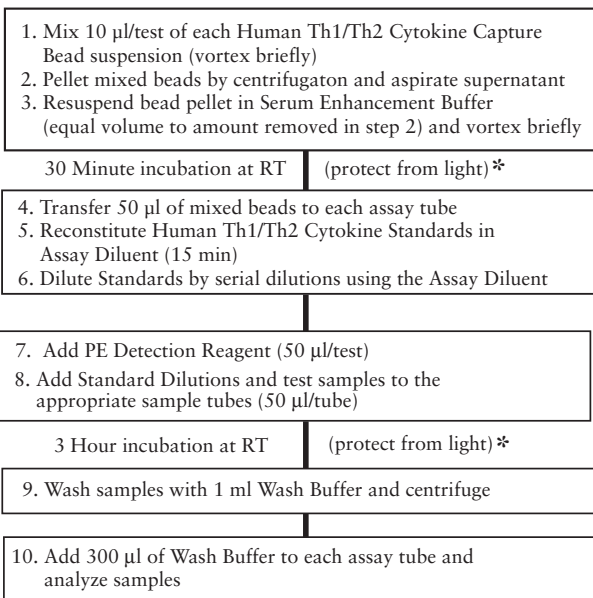 1. Mix 10 µl/test of each Human Th1/Th2 Cytokine Capture
Bead suspension (vortex briefly)
2. Pellet mixed beads by centrifugaton and aspirate supernatant
3. Resuspend bead pellet in Serum Enhancement Buffer
(equal volume to amount removed in step 2) and vortex briefly
30 Minute incubation at RT (protect from light)*
4. Transfer 50 µl of mixed beads to each assay tube
5. Reconstitute Human Th1/Th2 Cytokine Standards in
Assay Diluent (15 min)
6. Dilute Standards by serial dilutions using the Assay Diluent
7. Add PE Detection Reagent (50 µl/test)
8. Add Standard Dilutions and test samples to the
appropriate sample tubes (50 µl/tube)
3 Hour incubation at RT (protect from light)*
9. Wash samples with 1 ml Wash Buffer and centrifuge
10. Add 300 µl of Wash Buffer to each assay tube and
analyze samples